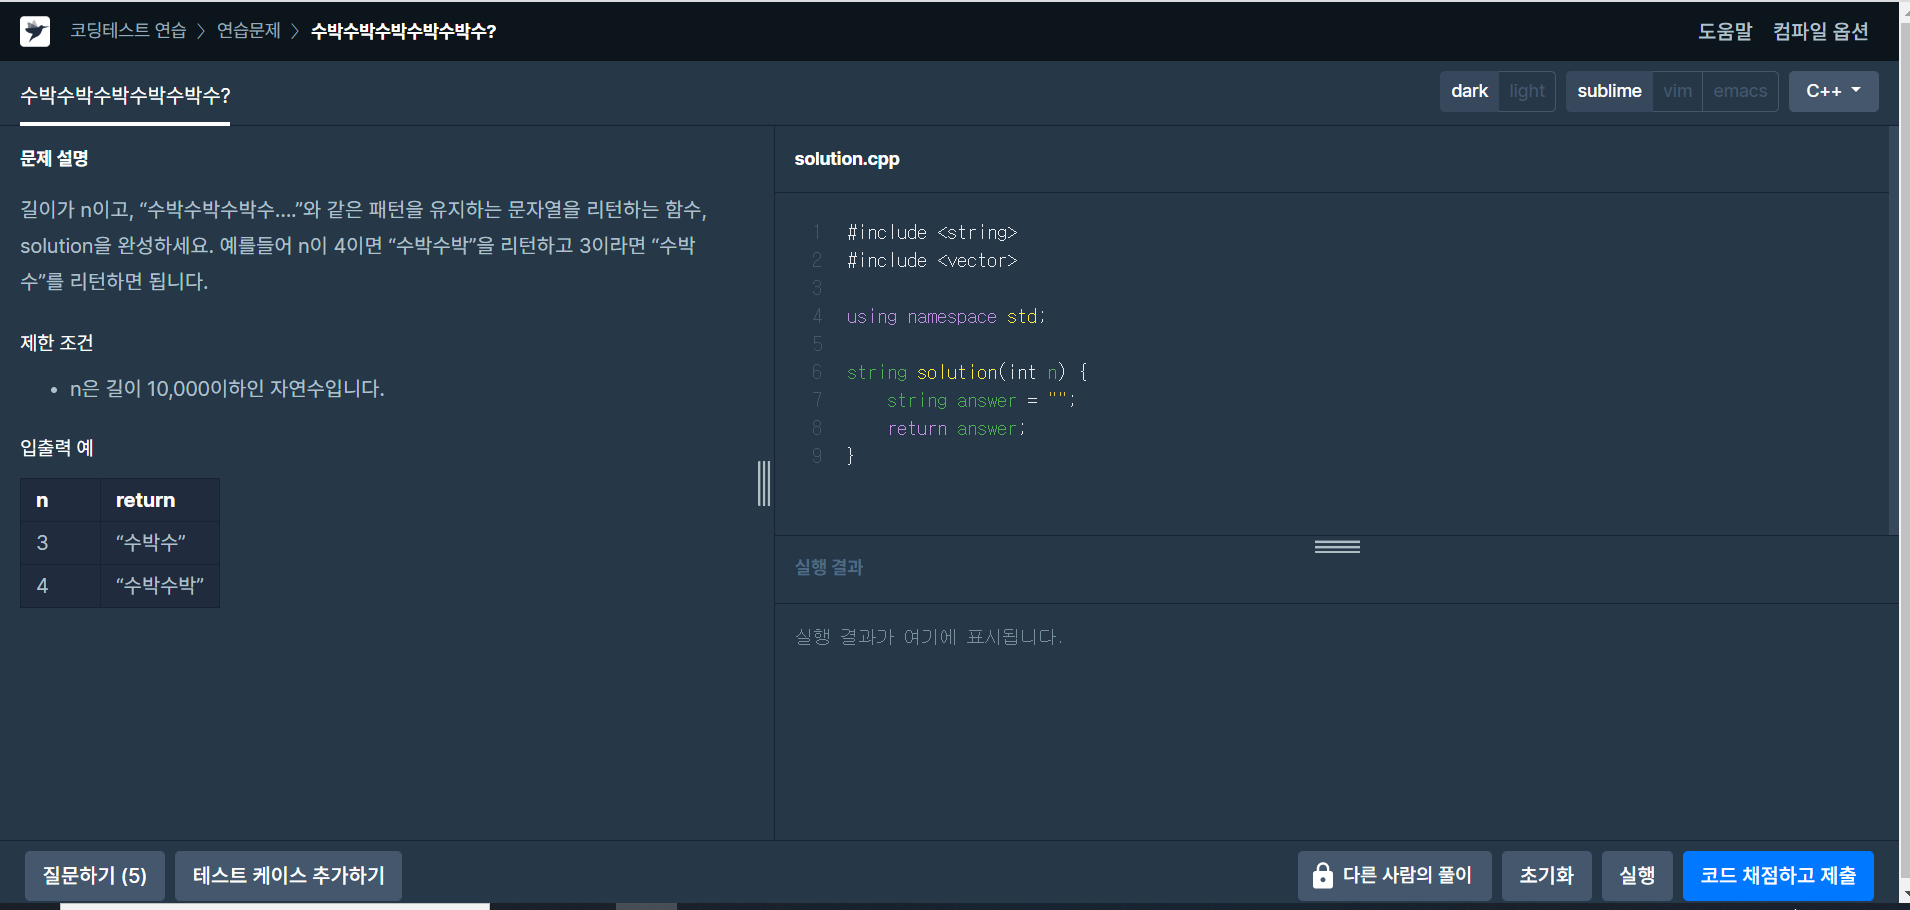 코딩테스트 연습 > 연습문제 > 수박수박수박수박수박수?
도움말 컴파일 옵션
수박수박수박수박수박수?
dark light sublime vim emacs C++
문제 설명
길이가 n이고, “수박수박수박수....”와 같은 패턴을 유지하는 문자열을 리턴하는 함수,
solution을 완성하세요. 예를들어 n이 4이면 “수박수박”을 리턴하고 3이라면 “수박
수”를 리턴하면 됩니다.
제한 조건
• n은 길이 10,000이하인 자연수입니다.
입출력 예
n return
3 “수박수”
4 “수박수박”
solution.cpp
1 #include <string>
2 #include <vector>
3
4 using namespace std;
5
6 string solution(int n) {
7     string answer = "";
8     return answer;
9 }
실행 결과
실행 결과가 여기에 표시됩니다.
질문하기 (5) 테스트 케이스 추가하기
다른 사람의 풀이 초기화 실행 코드 채점하고 제출